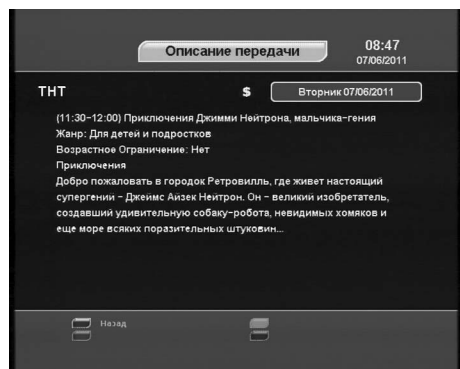 Описание передачи
08:47
07/06/2011
ТНТ
$
Вторник 07/06/2011
(11:30-12:00) Приключения Джимми Нейтрона, мальчика-гения
Жанр: Для детей и подростков
Возрастное Ограничение: Нет
Приключения
Добро пожаловать в городок Ретровилль, где живет настоящий
супергений - Джеймс Айзек Нейтрон. Он - великий изобретатель,
создавший удивительную собаку-робота, невидимых хомяков и
еще море всяких поразительных штуковин...
Назад